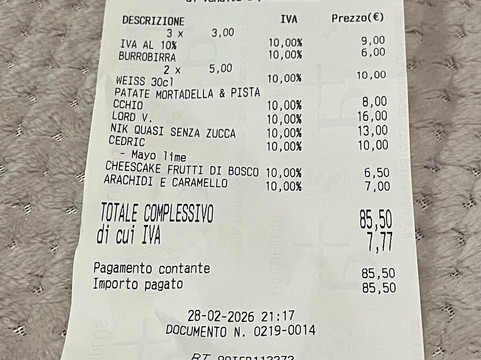 di vendita o
DESCRIZIONE IVA Prezzo(€)
3 x 3,00
IVA AL 10% 10,00% 9,00
BURROBIRRA 10,00% 6,00
2 x 5,00
WEISS 30cl 10,00% 10,00
PATATE MORTADELLA & PISTA
CCHIO 10,00% 8,00
LORD V. 10,00% 16,00
NIK QUASI SENZA ZUCCA 10,00% 13,00
CEDRIC 10,00% 10,00
- Mayo lime
CHEESCAKE FRUTTI DI BOSCO 10,00% 6,50
ARACHIDI E CARAMELLO 10,00% 7,00
TOTALE COMPLESSIVO 85,50
di cui IVA 7,77
Pagamento contante 85,50
Importo pagato 85,50
28-02-2026 21:17
DOCUMENTO N. 0219-0014